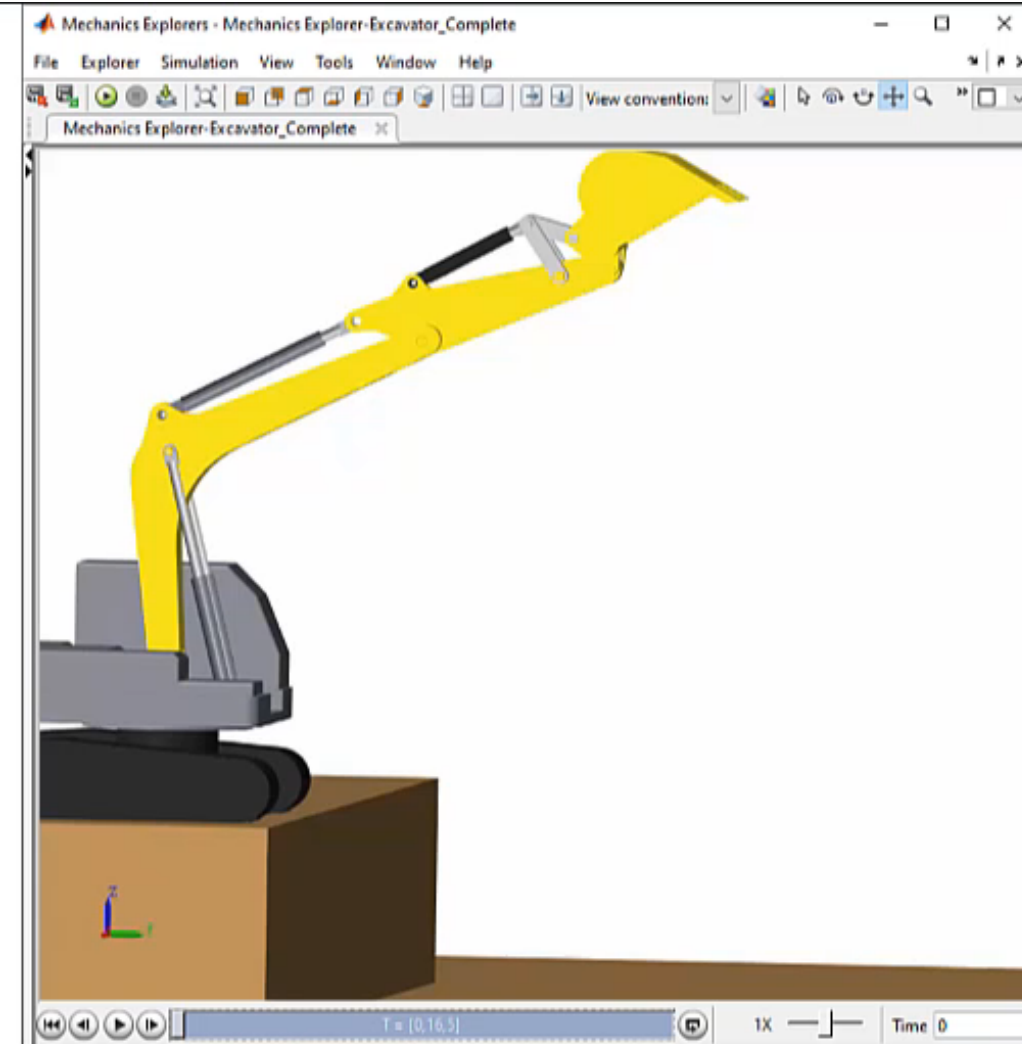 Mechanics Explorers - Mechanics Explorer-Excavator_Complete
File Explorer Simulation View Tools Window Help
View convention:
Mechanics Explorer-Excavator_Complete
Z
Y
T = [0,16,5]
1X
Time 0